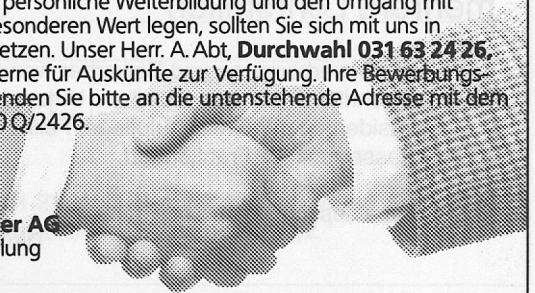 persönliche Weiterbildung und den Umgang mit
esonderen Wert legen, sollten Sie sich mit uns in
etzen. Unser Herr. A. Abt, Durchwahl 031 63 24 26,
erne für Auskünfte zur Verfügung. Ihre Bewerbungs-
enden Sie bitte an die untenstehende Adresse mit dem
Q/2426.
er AG
lung